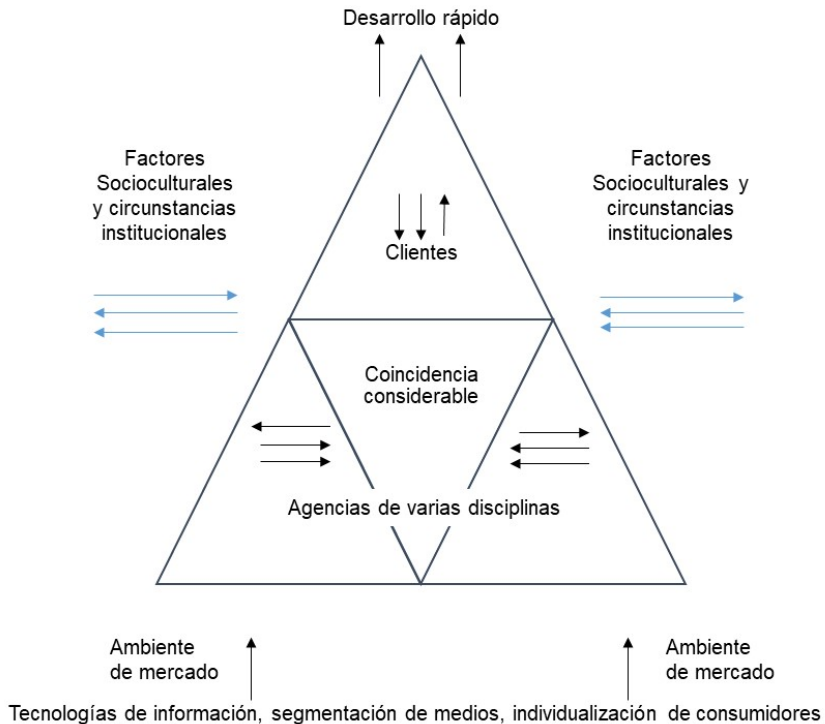 Desarrollo rápido
Factores
Socioculturales
y circunstancias
institucionales
Factores
Socioculturales y
circunstancias
institucionales
Clientes
Coincidencia
considerable
Agencias de varias disciplinas
Ambiente
de mercado
Ambiente
de mercado
Tecnologías de información, segmentación de medios, individualización de consumidores